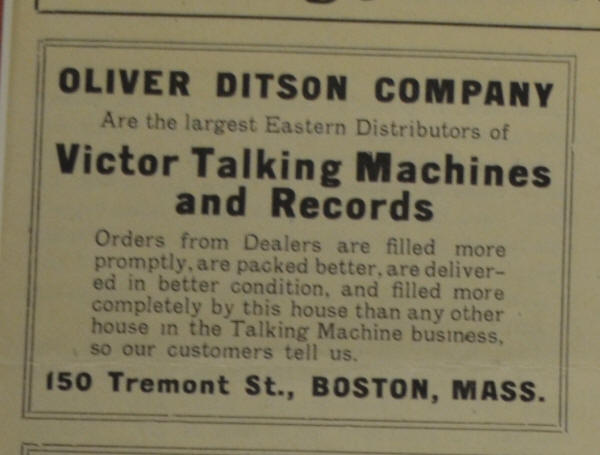 OLIVER DITSON COMPANY
Are the largest Eastern Distributors of
Victor Talking Machines
and Records
Orders from Dealers are filled more
promptly, are packed better, are deliver-
ed in better condition, and filled more
completely by this house than any other
house in the Talking Machine business,
so our customers tell us.
150 Tremont St., BOSTON, MASS.